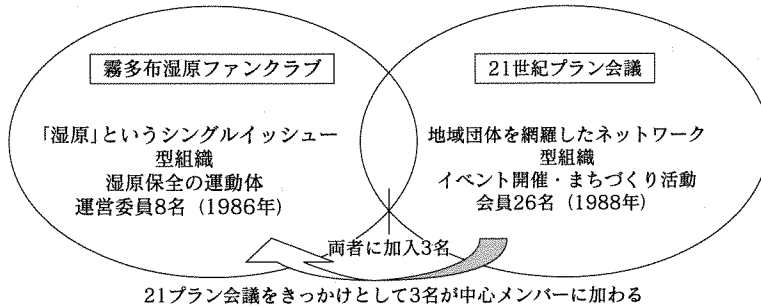 霧多布湿原ファンクラブ
「湿原」というシングルイッシュー
型組織
湿原保全の運動体
運営委員8名（1986年）
21世紀プラン会議
地域団体を網羅したネットワーク
型組織
イベント開催・まちづくり活動
会員26名（1988年）
両者に加入3名
21プラン会議をきっかけとして3名が中心メンバーに加わる